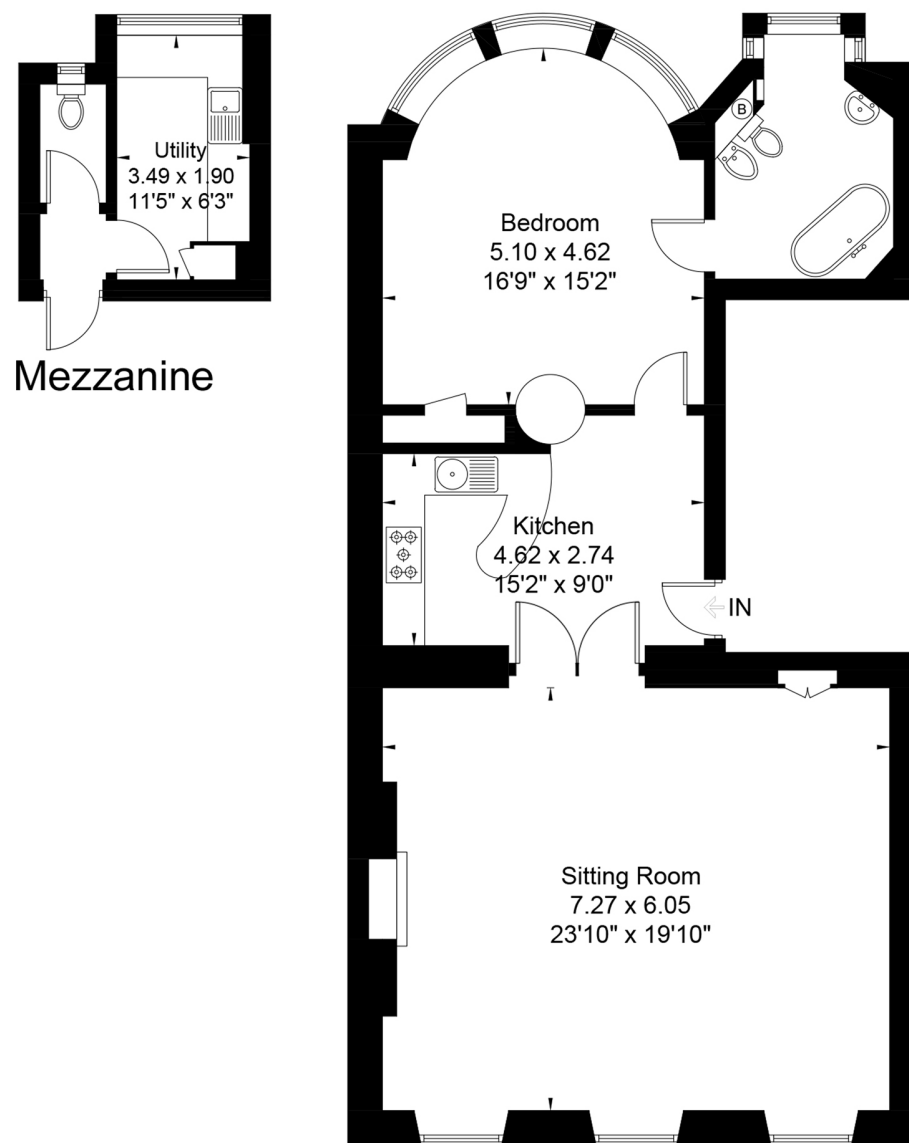 Utility
3.49 x 1.90
11'5" x 6'3"
Mezzanine
B
Bedroom
5.10 x 4.62
16'9" x 15'2"
Kitchen
4.62 x 2.74
15'2" x 9'0"
IN
Sitting Room
7.27 x 6.05
23'10" x 19'10"